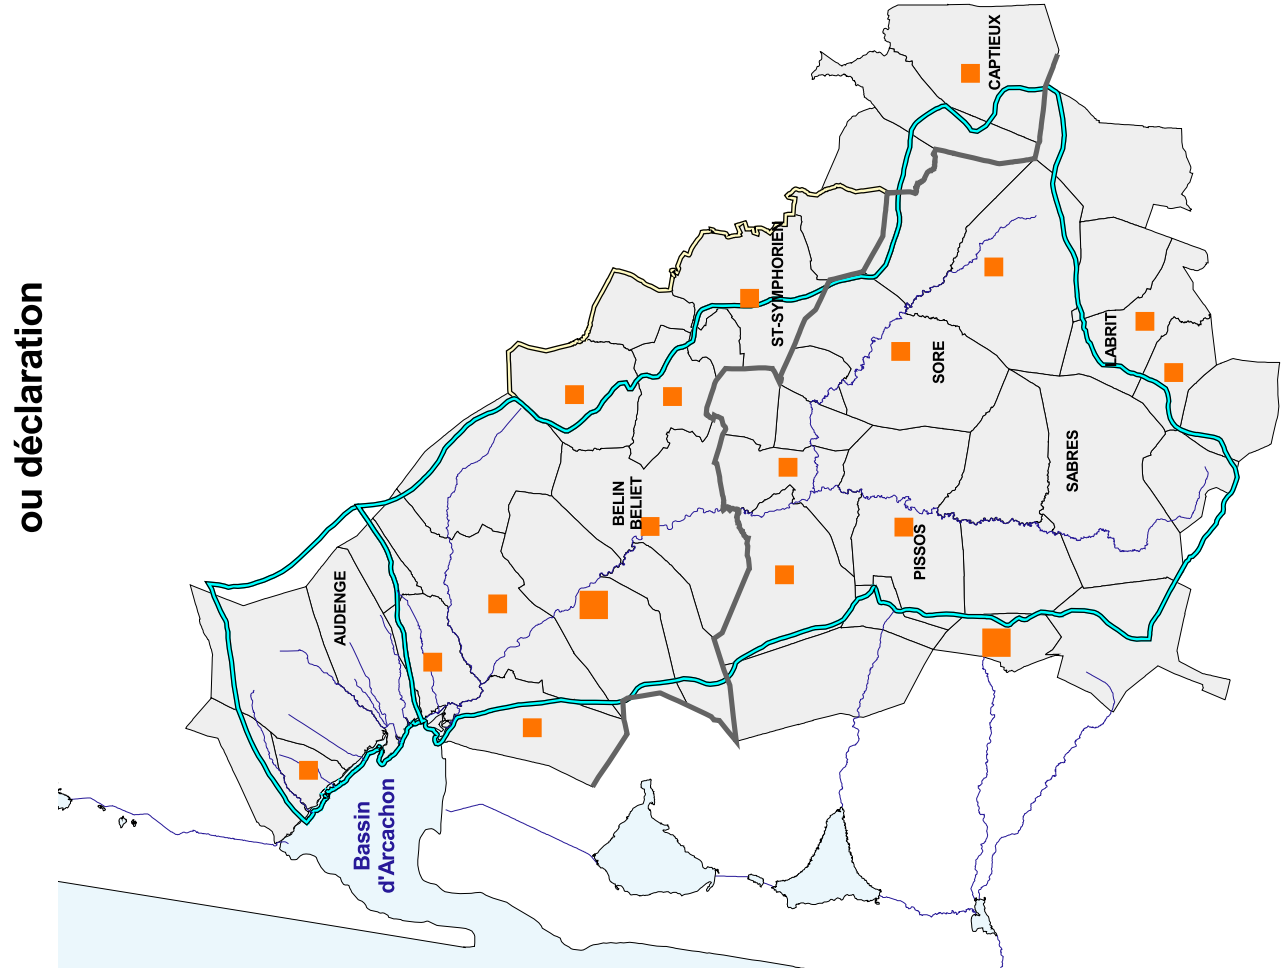 ou déclaration
CAPTIEUX
ST-SYMPHORIEN
LABRIT
SORE
SABRES
BELIN
BELIET
PISSOS
AUDENGE
Bassin
d'Arcachon